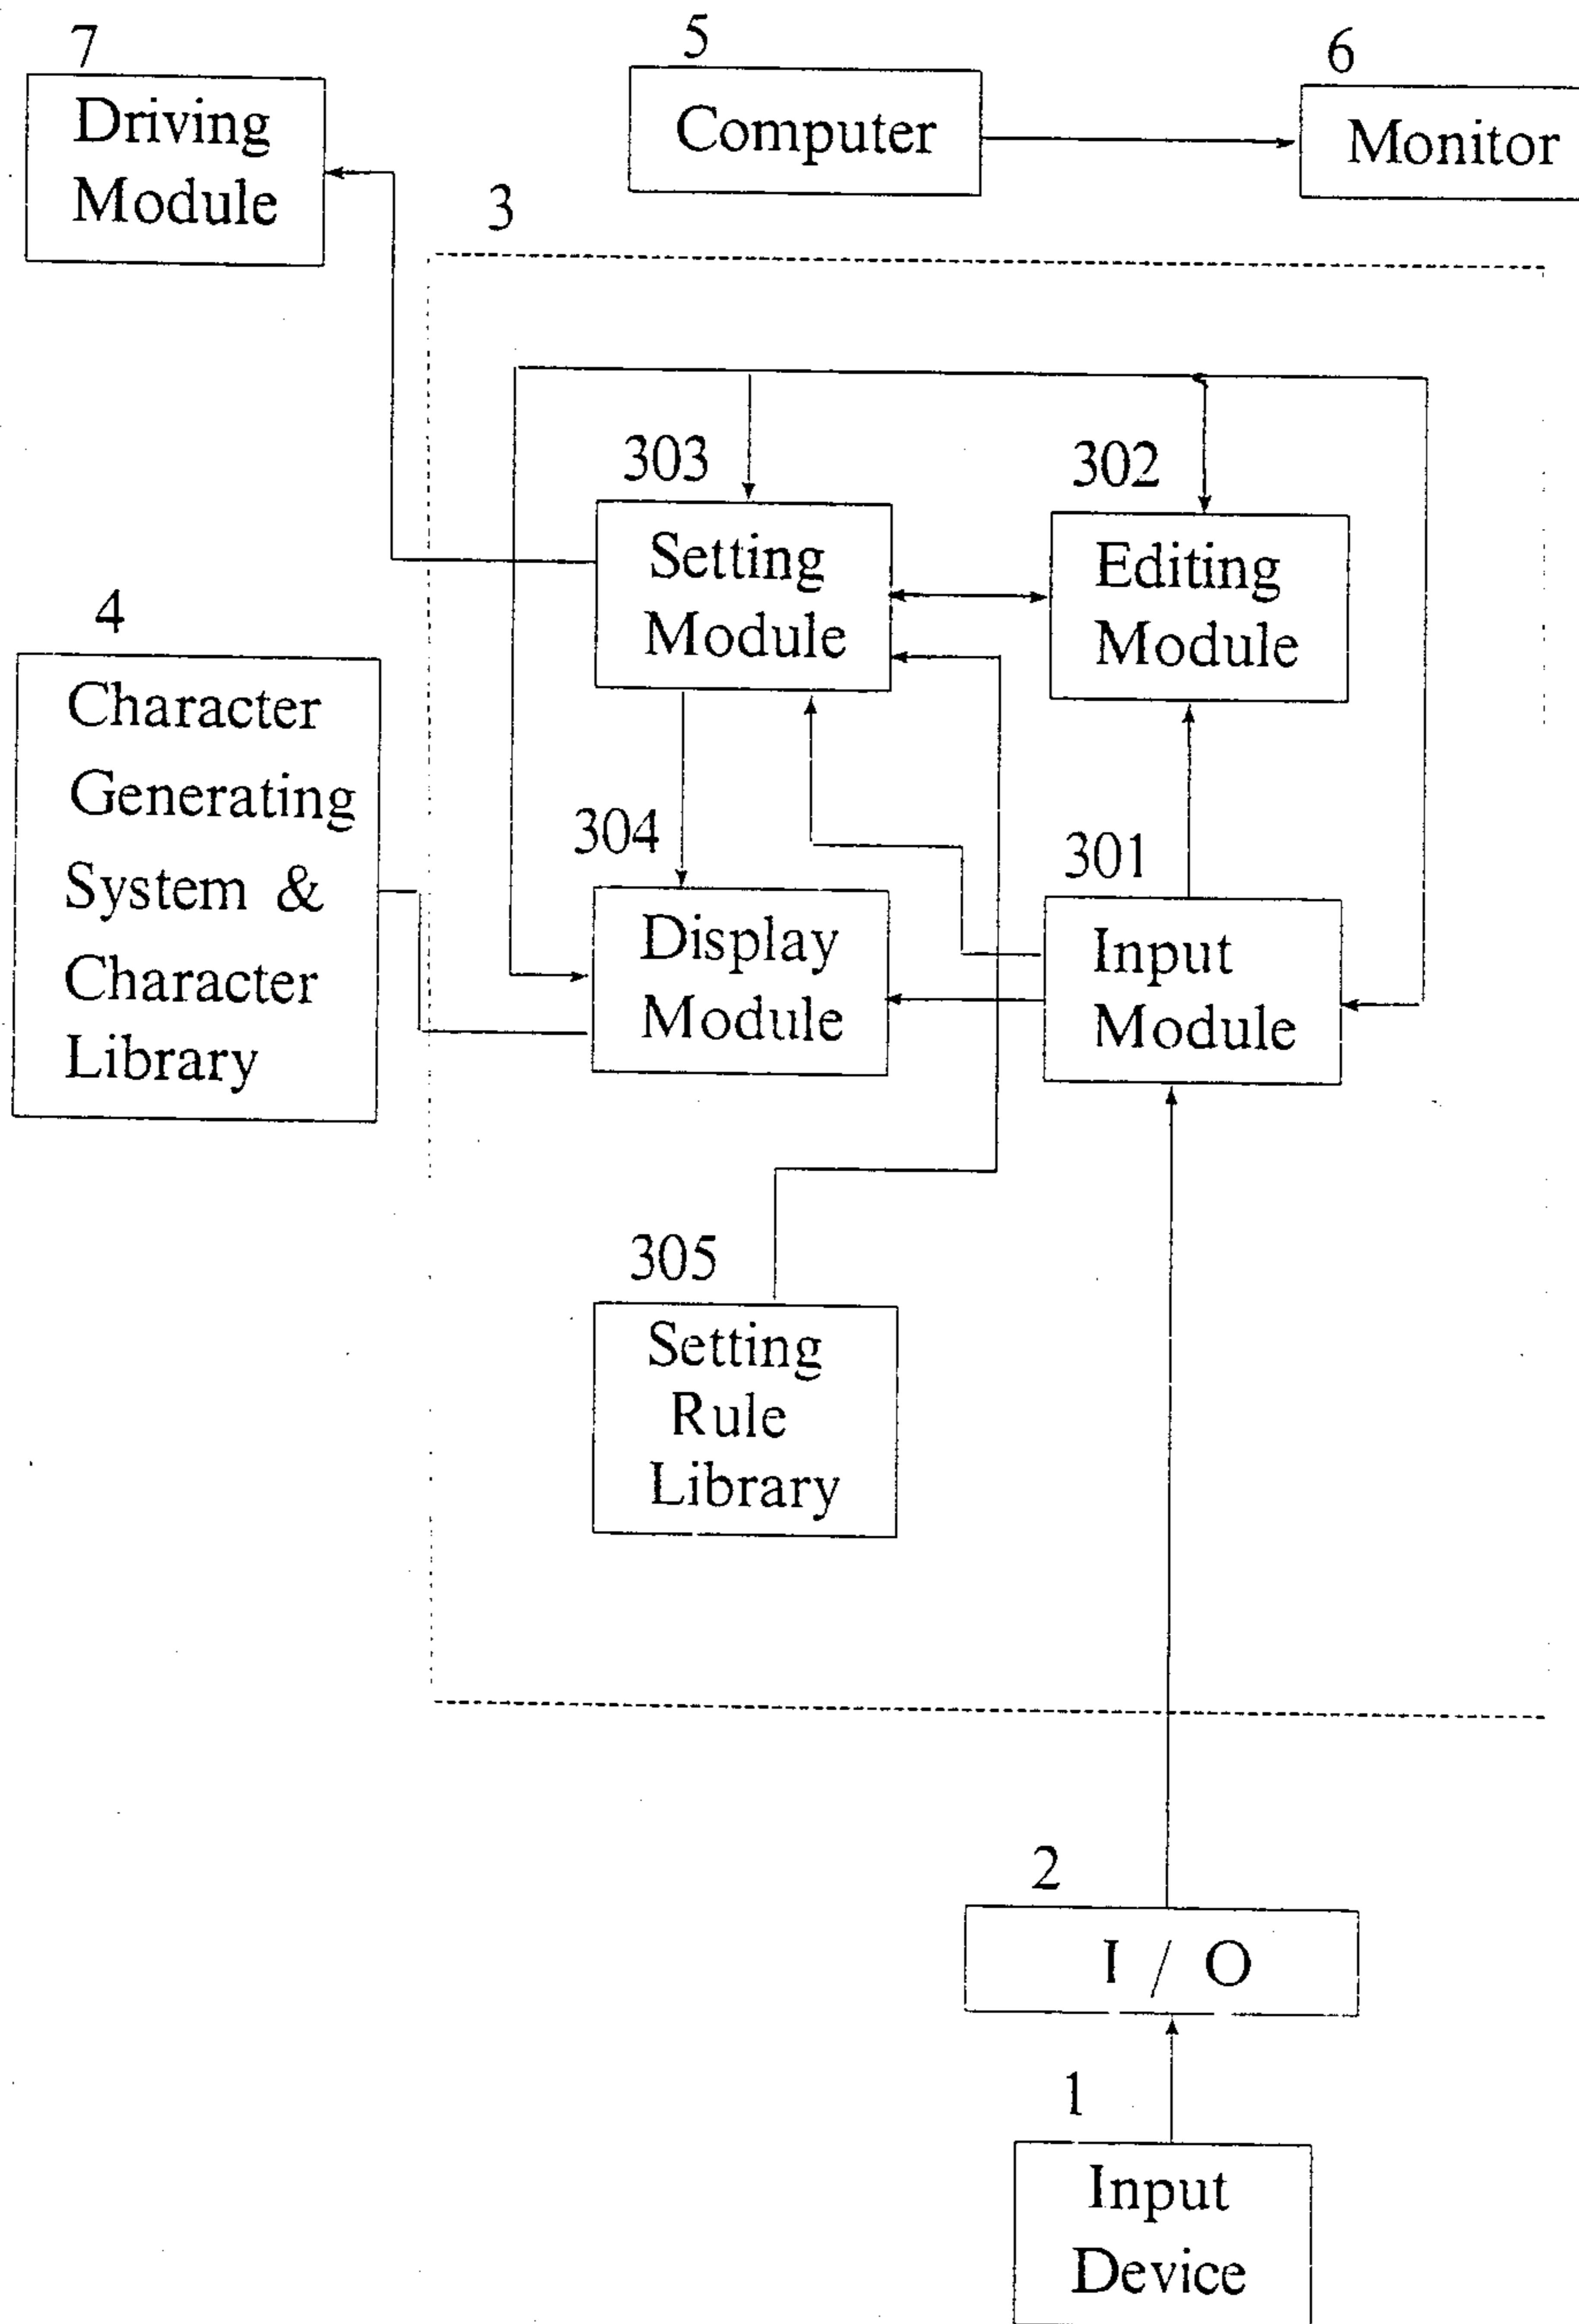 7
Driving
Module
5
Computer
6
Monitor
3
303
Setting
Module
302
Editing
Module
4
Character
Generating
System &
Character
Library
304
Display
Module
301
Input
Module
305
Setting
Rule
Library
2
I / O
1
Input
Device